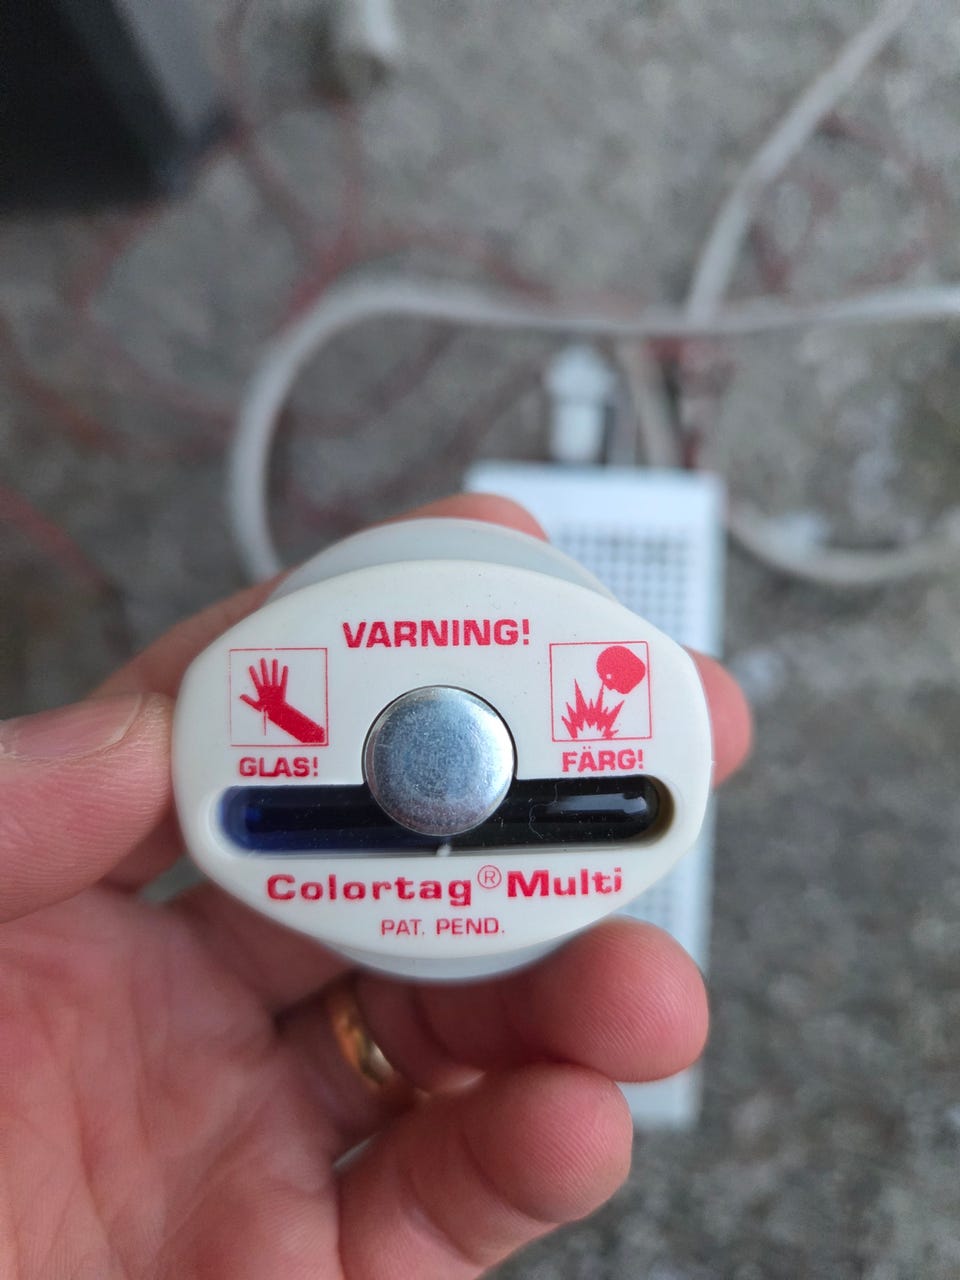 VARNING!
GLAS!
FÄRG!
Colortag® Multi
PAT. PEND.